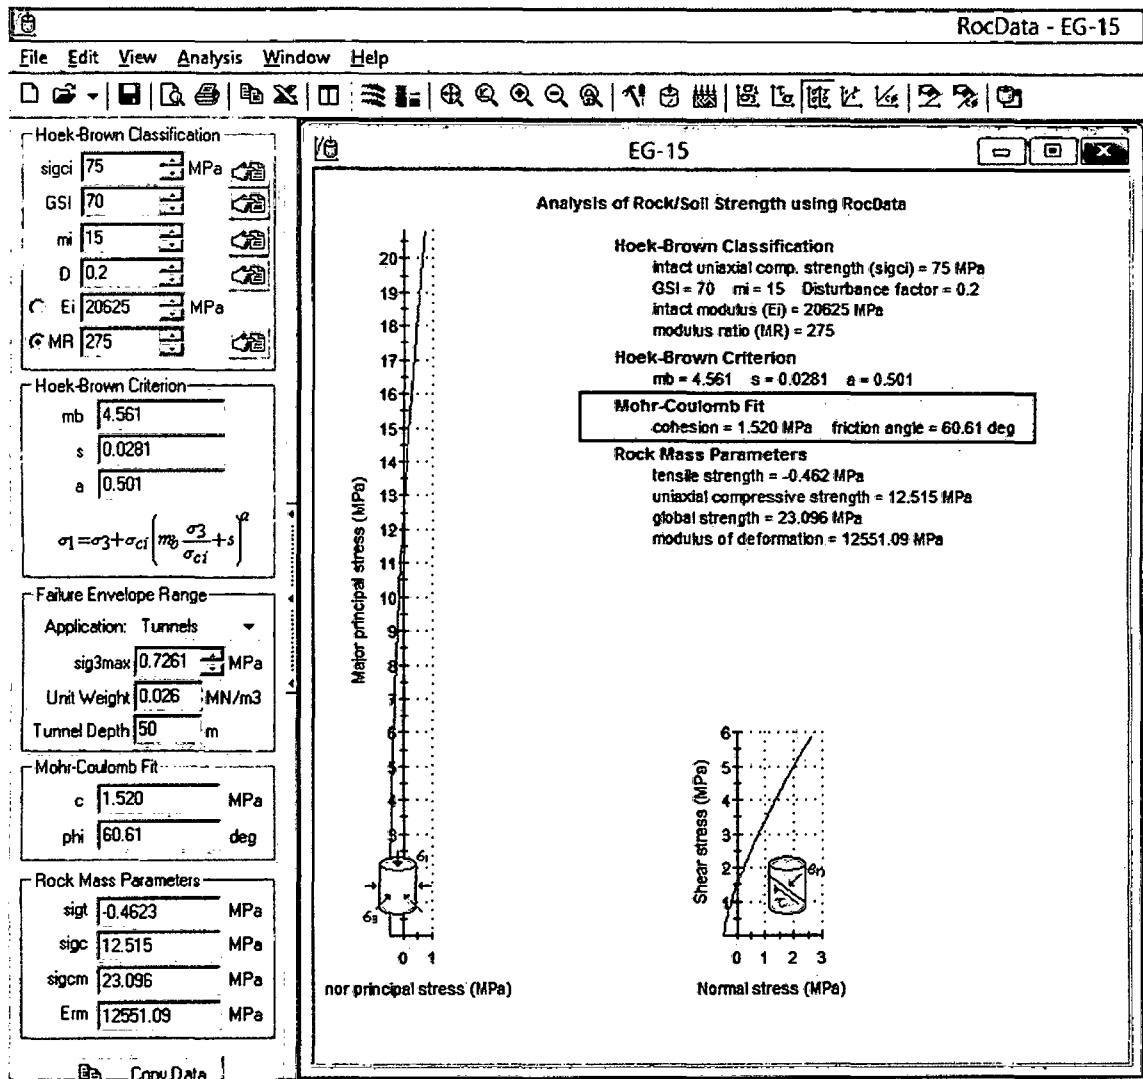 RocData - EG-15
File Edit View Analysis Window Help
Hoek-Brown Classification
sigci 75 MPa
GSI 70
mi 15
D 0.2
Ei 20625 MPa
MR 275
Hoek-Brown Criterion
mb 4.561
s 0.0281
a 0.501
σ1=σ3+σci(mb σ3/σci+s)^a
Failure Envelope Range
Application: Tunnels
sig3max 0.7261 MPa
Unit Weight 0.026 MN/m3
Tunnel Depth 50 m
Mohr-Coulomb Fit
c 1.520 MPa
phi 60.61 deg
Rock Mass Parameters
sigt -0.4623 MPa
sigc 12.515 MPa
sigcm 23.096 MPa
Erm 12551.09 MPa
Copy Data
EG-15
Analysis of Rock/Soil Strength using RocData
Hoek-Brown Classification
intact uniaxial comp. strength (sigci) = 75 MPa
GSI = 70 mi = 15 Disturbance factor = 0.2
intact modulus (Ei) = 20625 MPa
modulus ratio (MR) = 275
Hoek-Brown Criterion
mb = 4.561 s = 0.0281 a = 0.501
Mohr-Coulomb Fit
cohesion = 1.520 MPa friction angle = 60.61 deg
Rock Mass Parameters
tensile strength = -0.462 MPa
uniaxial compressive strength = 12.515 MPa
global strength = 23.096 MPa
modulus of deformation = 12551.09 MPa
Major principal stress (MPa)
20
19
18
17
16
15
14
13
12
11
10
9
8
7
6
5
4
3
σ1
σ3
0 1
nor principal stress (MPa)
Shear stress (MPa)
6
5
4
3
2
1
σn
τ
0 1 2 3
Normal stress (MPa)